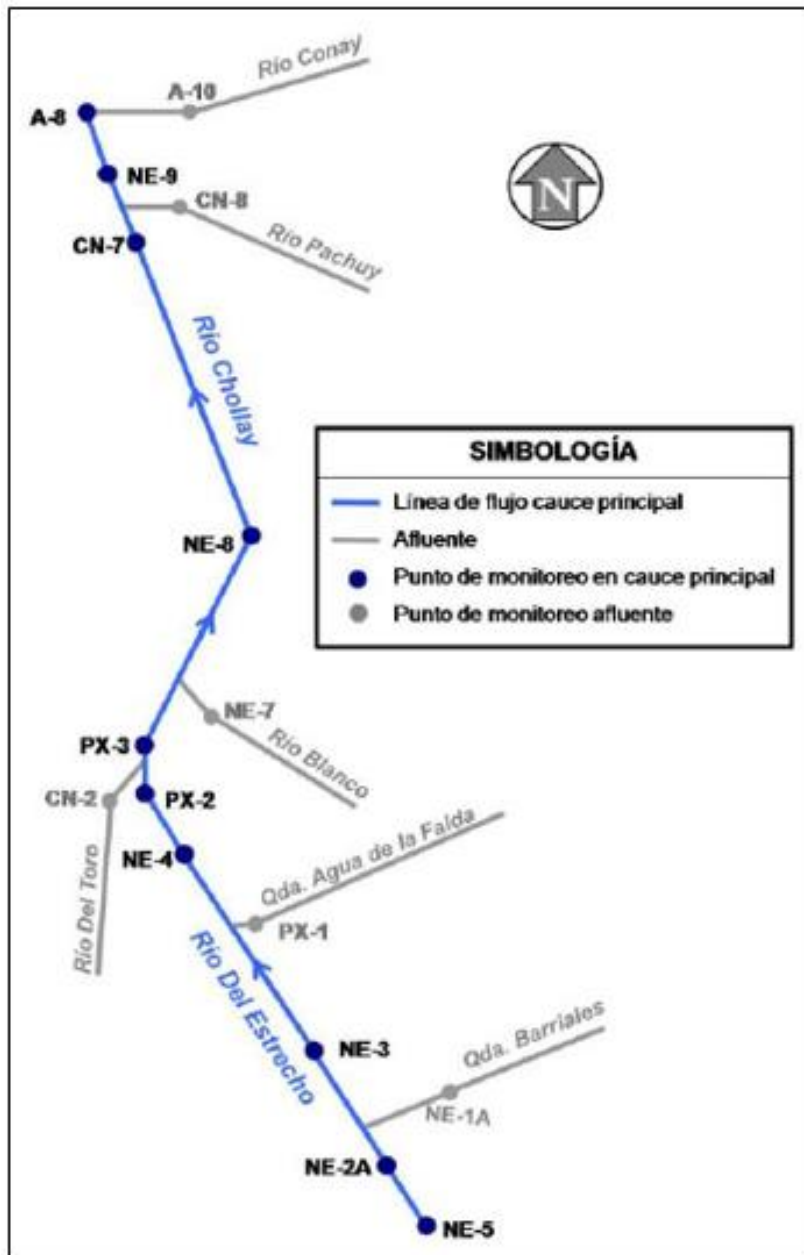 Río Conay
A-10
A-8
NE-9
CN-8
N
CN-7
Río Pachuy
Río Chollay
SIMBOLOGÍA
Línea de flujo cauce principal
Afluente
Punto de monitoreo en cauce principal
Punto de monitoreo afluente
NE-8
NE-7
PX-3
Río Blanco
CN-2
PX-2
NE-4
Qda. Agua de la Falda
Río Del Toro
PX-1
Río Del Estrecho
NE-3
Qda. Barriales
NE-1A
NE-2A
NE-5